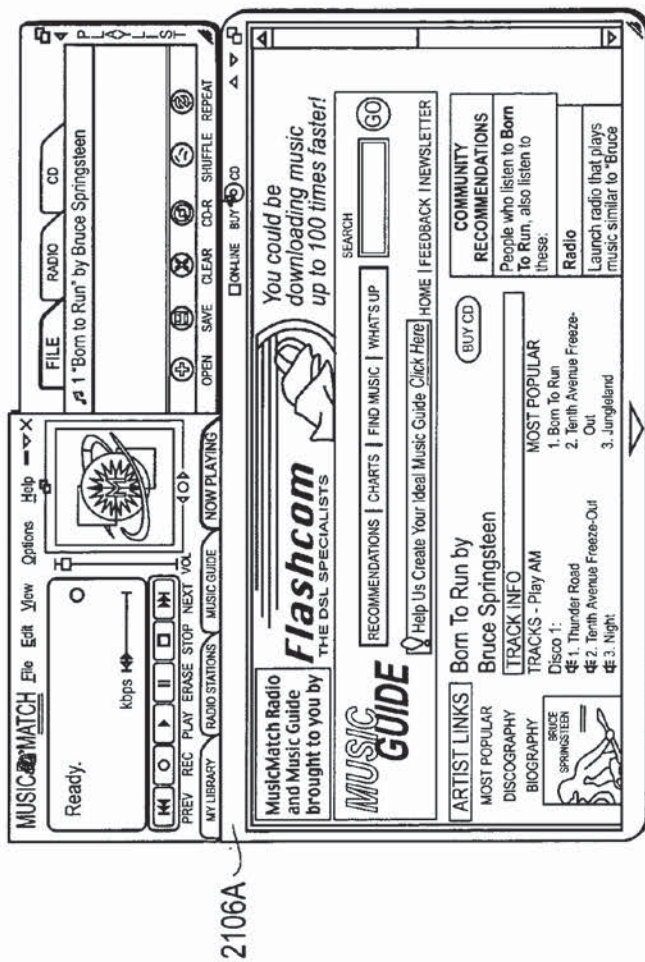 MUSICMATCH File Edit View Options Help
Ready.
kbps
PREV REC PLAY ERASE STOP NEXT VOL
MY LIBRARY RADIO STATIONS MUSIC GUIDE NOW PLAYING
FILE RADIO CD
1 "Born to Run" by Bruce Springsteen
OPEN SAVE CLEAR CD-R SHUFFLE REPEAT
PLAYLIST
2106A
ON-LINE BUY CD
MusicMatch Radio
and Music Guide
brought to you by
Flashcom
THE DSL SPECIALISTS
You could be
downloading music
up to 100 times faster!
MUSIC
GUIDE
SEARCH
GO
RECOMMENDATIONS | CHARTS | FIND MUSIC | WHAT'S UP
Help Us Create Your Ideal Music Guide Click Here
HOME | FEEDBACK | NEWSLETTER
ARTIST LINKS
MOST POPULAR
DISCOGRAPHY
BIOGRAPHY
BRUCE
SPRINGSTEEN
Born To Run by
Bruce Springsteen
BUY CD
TRACK INFO
TRACKS - Play AM
Disco 1:
1. Thunder Road
2. Tenth Avenue Freeze-Out
3. Night
MOST POPULAR
1. Born To Run
2. Tenth Avenue Freeze-
Out
3. Jungleland
COMMUNITY
RECOMMENDATIONS
People who listen to Born
To Run, also listen to
these:
Radio
Launch radio that plays
music similar to "Bruce